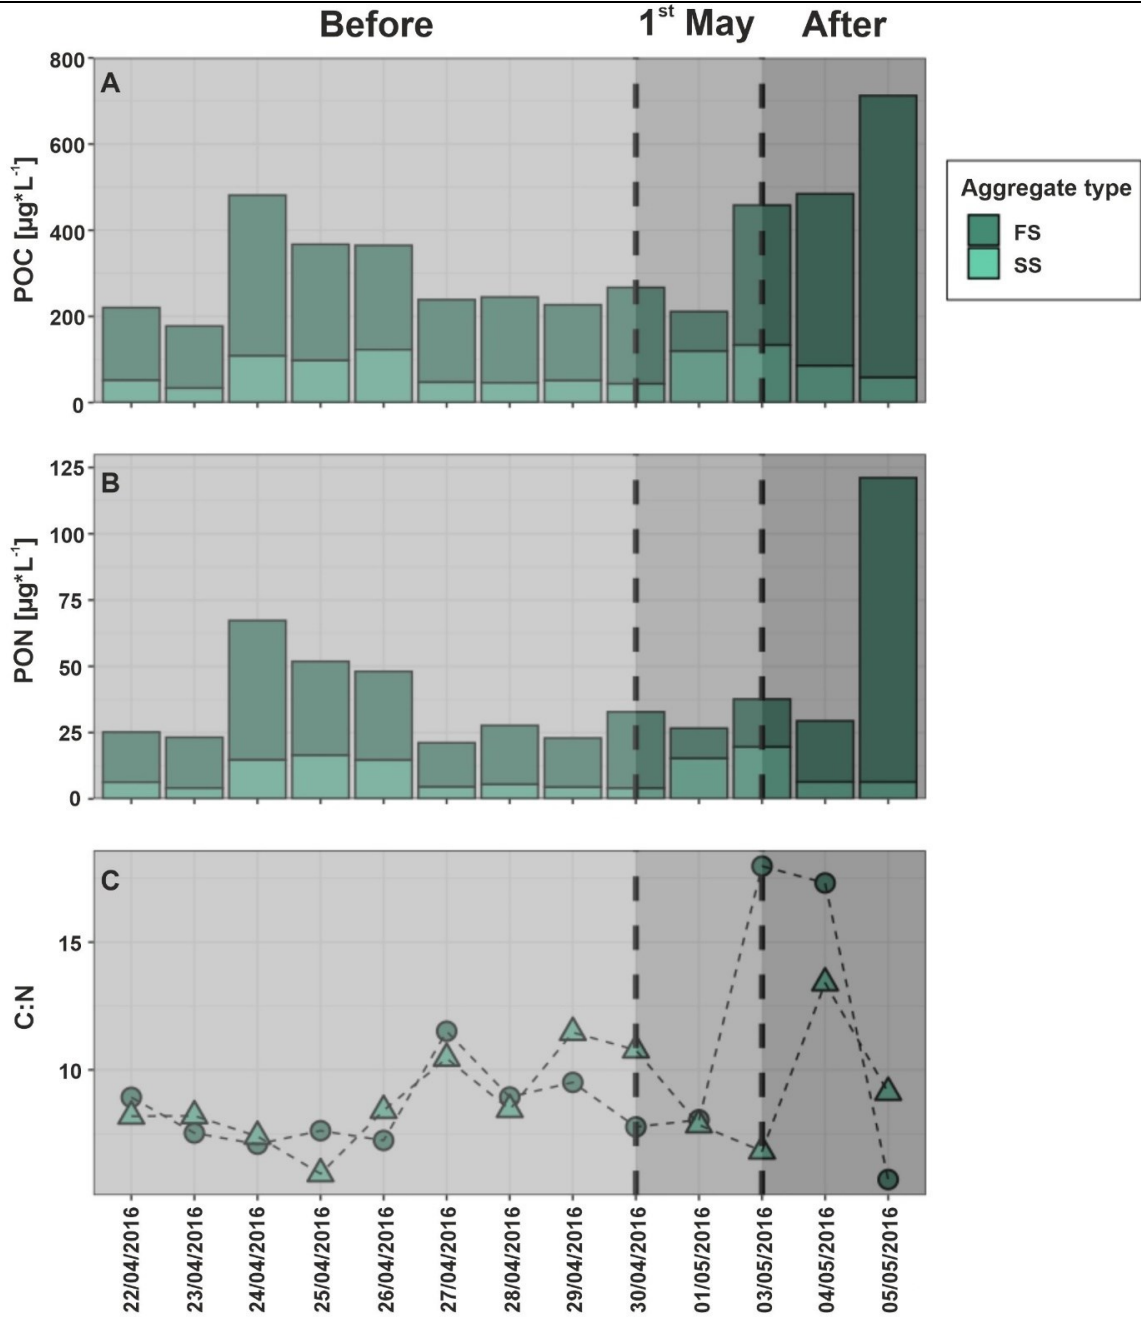 Before
1st May
After
A
POC [µg*L-1]
800
600
400
200
0
Aggregate type
FS
SS
B
PON [µg*L-1]
125
100
75
50
25
0
C
C:N
15
10
22/04/2016
23/04/2016
24/04/2016
25/04/2016
26/04/2016
27/04/2016
28/04/2016
29/04/2016
30/04/2016
01/05/2016
03/05/2016
04/05/2016
05/05/2016